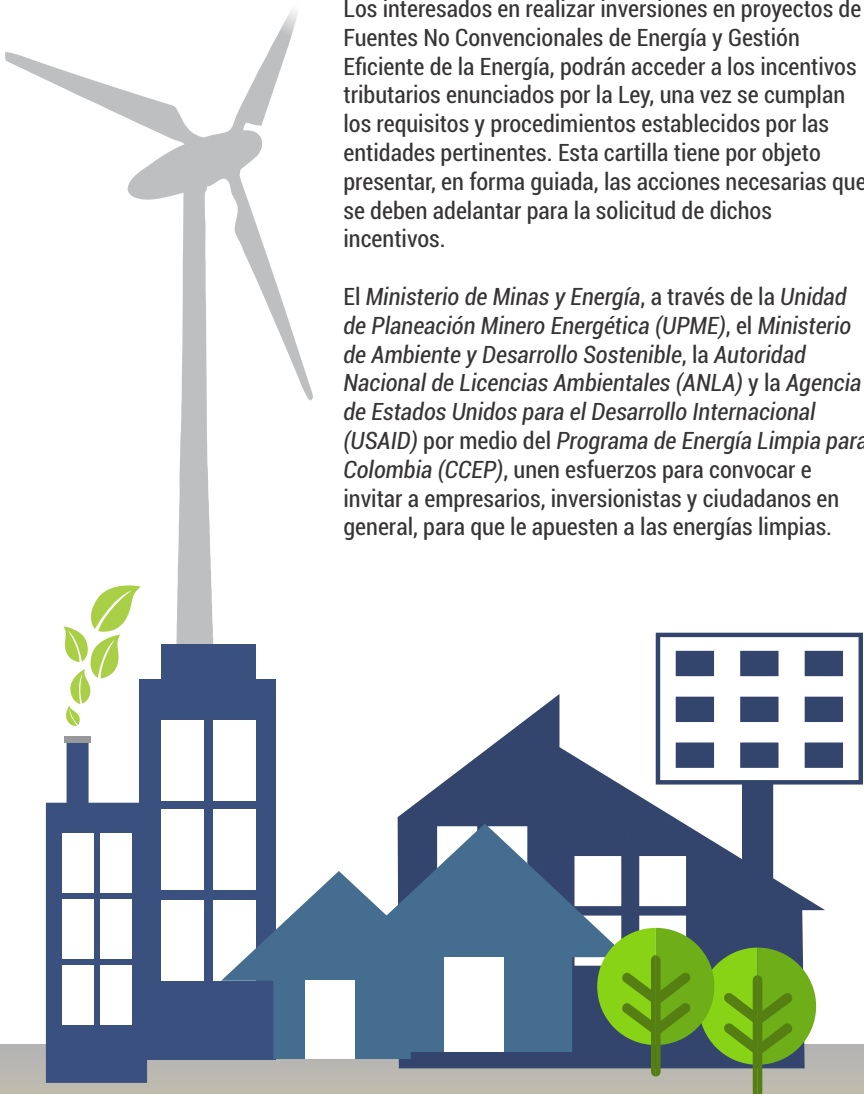 Los interesados en realizar inversiones en proyectos de
Fuentes No Convencionales de Energía y Gestión
Eficiente de la Energía, podrán acceder a los incentivos
tributarios enunciados por la Ley, una vez se cumplan
los requisitos y procedimientos establecidos por las
entidades pertinentes. Esta cartilla tiene por objeto
presentar, en forma guiada, las acciones necesarias que
se deben adelantar para la solicitud de dichos
incentivos.
El Ministerio de Minas y Energía, a través de la Unidad
de Planeación Minero Energética (UPME), el Ministerio
de Ambiente y Desarrollo Sostenible, la Autoridad
Nacional de Licencias Ambientales (ANLA) y la Agencia
de Estados Unidos para el Desarrollo Internacional
(USAID) por medio del Programa de Energía Limpia para
Colombia (CCEP), unen esfuerzos para convocar e
invitar a empresarios, inversionistas y ciudadanos en
general, para que le apuesten a las energías limpias.